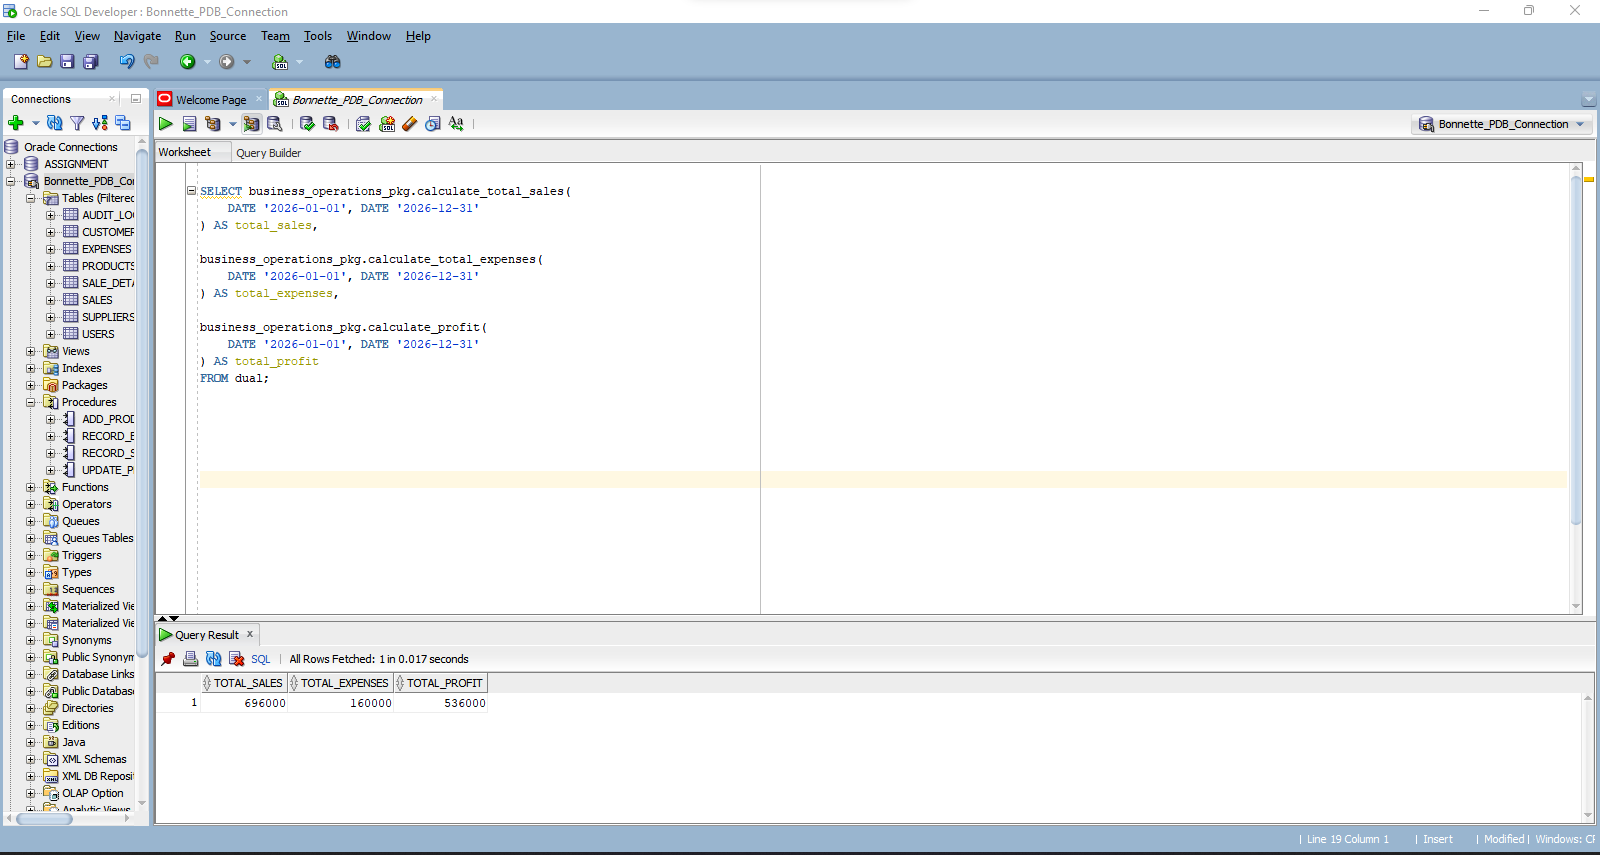 Oracle SQL Developer : Bonnette_PDB_Connection
File Edit View Navigate Run Source Team Tools Window Help
Connections
Welcome Page
Bonnette_PDB_Connection
Bonnette_PDB_Connection
Worksheet
Query Builder
Oracle Connections
ASSIGNMENT
Bonnette_PDB_Co
Tables (Filtered
AUDIT_LO
CUSTOMER
EXPENSES
PRODUCTS
SALE_DETA
SALES
SUPPLIERS
USERS
Views
Indexes
Packages
Procedures
ADD_PROD
RECORD_E
RECORD_S
UPDATE_P
Functions
Operators
Queues
Queues Tables
Triggers
Types
Sequences
Materialized Vie
Materialized Vie
Synonyms
Public Synonym
Database Links
Public Database
Directories
Editions
Java
XML Schemas
XML DB Reposit
OLAP Option
Analytic Views
SELECT business_operations_pkg.calculate_total_sales(
DATE '2026-01-01', DATE '2026-12-31'
) AS total_sales,
business_operations_pkg.calculate_total_expenses(
DATE '2026-01-01', DATE '2026-12-31'
) AS total_expenses,
business_operations_pkg.calculate_profit(
DATE '2026-01-01', DATE '2026-12-31'
) AS total_profit
FROM dual;
Query Result
SQL | All Rows Fetched: 1 in 0.017 seconds
TOTAL_SALES TOTAL_EXPENSES TOTAL_PROFIT
1 696000 160000 536000
| Line 19 Column 1 | Insert | Modified | Windows: CF